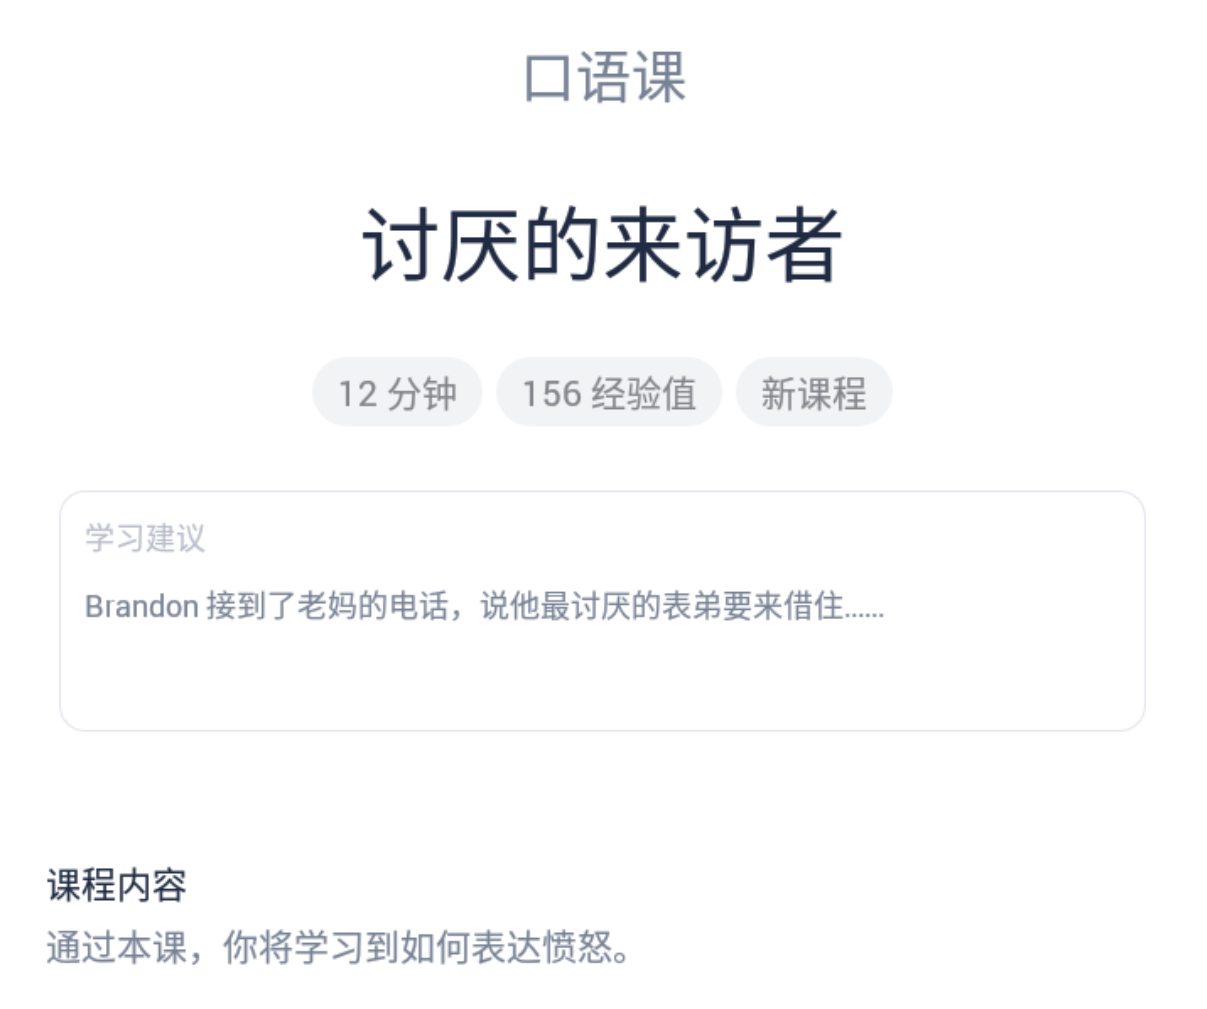 口语课
讨厌的来访者
12 分钟 156 经验值 新课程
学习建议
Brandon 接到了老妈的电话，说他最讨厌的表弟要来借住......
课程内容
通过本课，你将学习到如何表达愤怒。